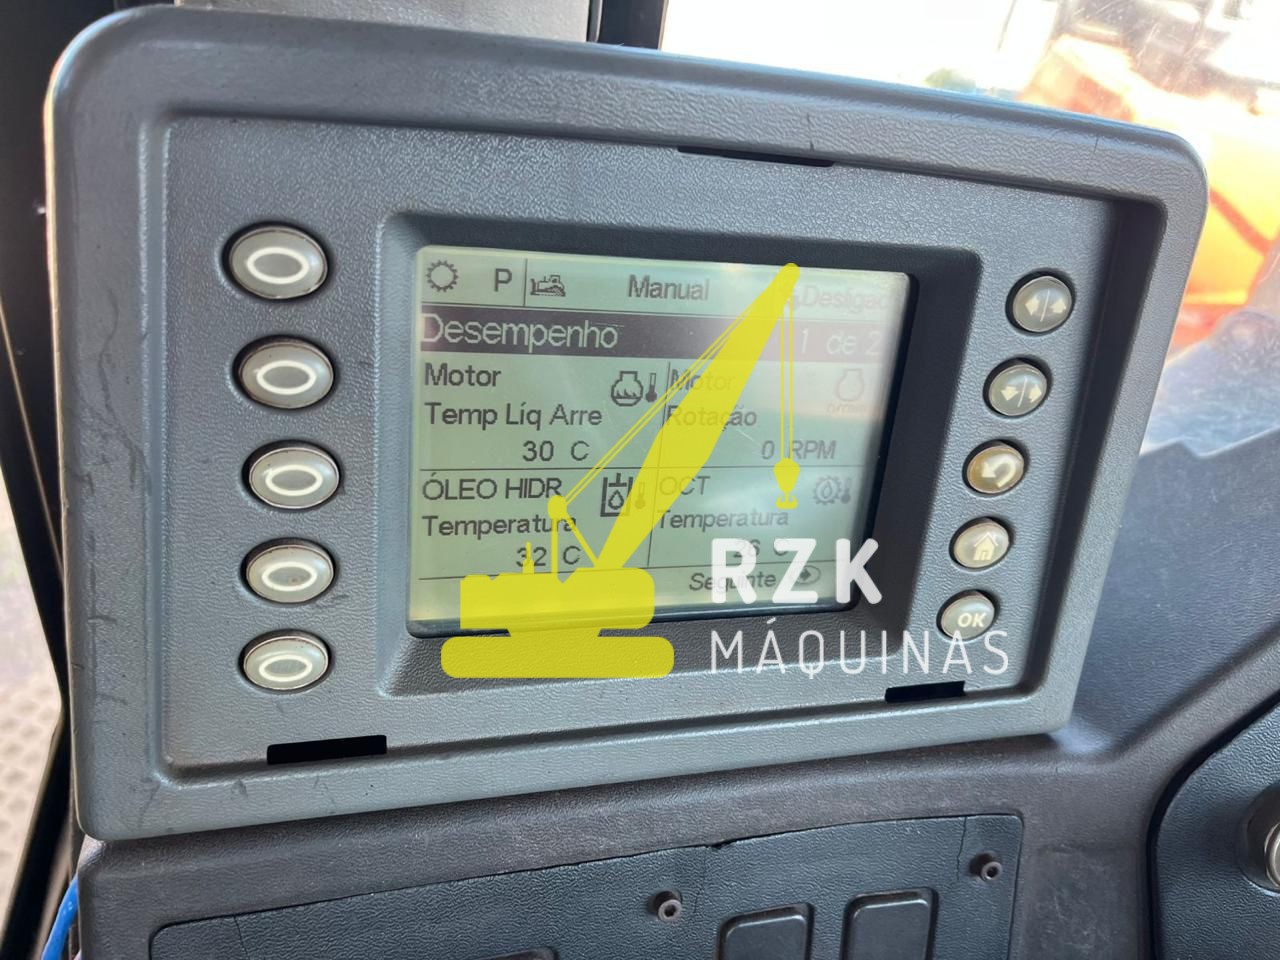 P Manual Desligado
Desempenho 1 de 2
Motor Motor
Temp Líq Arre Rotação
30 C 0 RPM
ÓLEO HIDR OCT
Temperatura Temperatura
32 C C
Seguinte
OK
RZK
MÁQUINAS